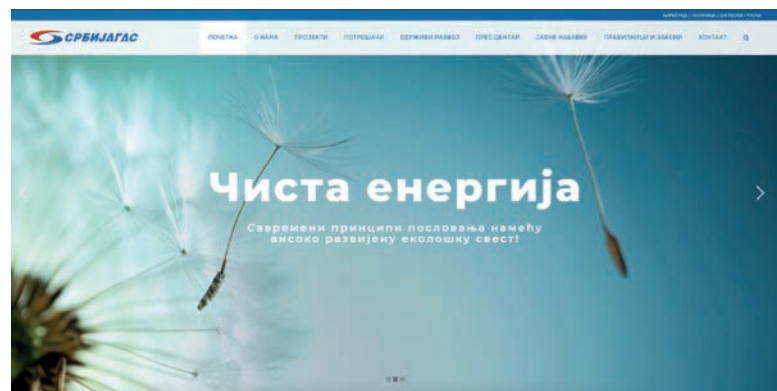 СРБИЈАГАС
ПОЧЕТНА О НАМА ПРОЈЕКТИ ПОТРОШАЧИ ОДРЖИВИ РАЗВОЈ ПРЕС ЦЕНТАР ЈАВНЕ НАБАВКЕ ПРАВИЛНИЦИ И ЗАКОНИ КОНТАКТ
Чиста енергија
Савремени принципи пословања намећу
високо развијену еколошку свест!